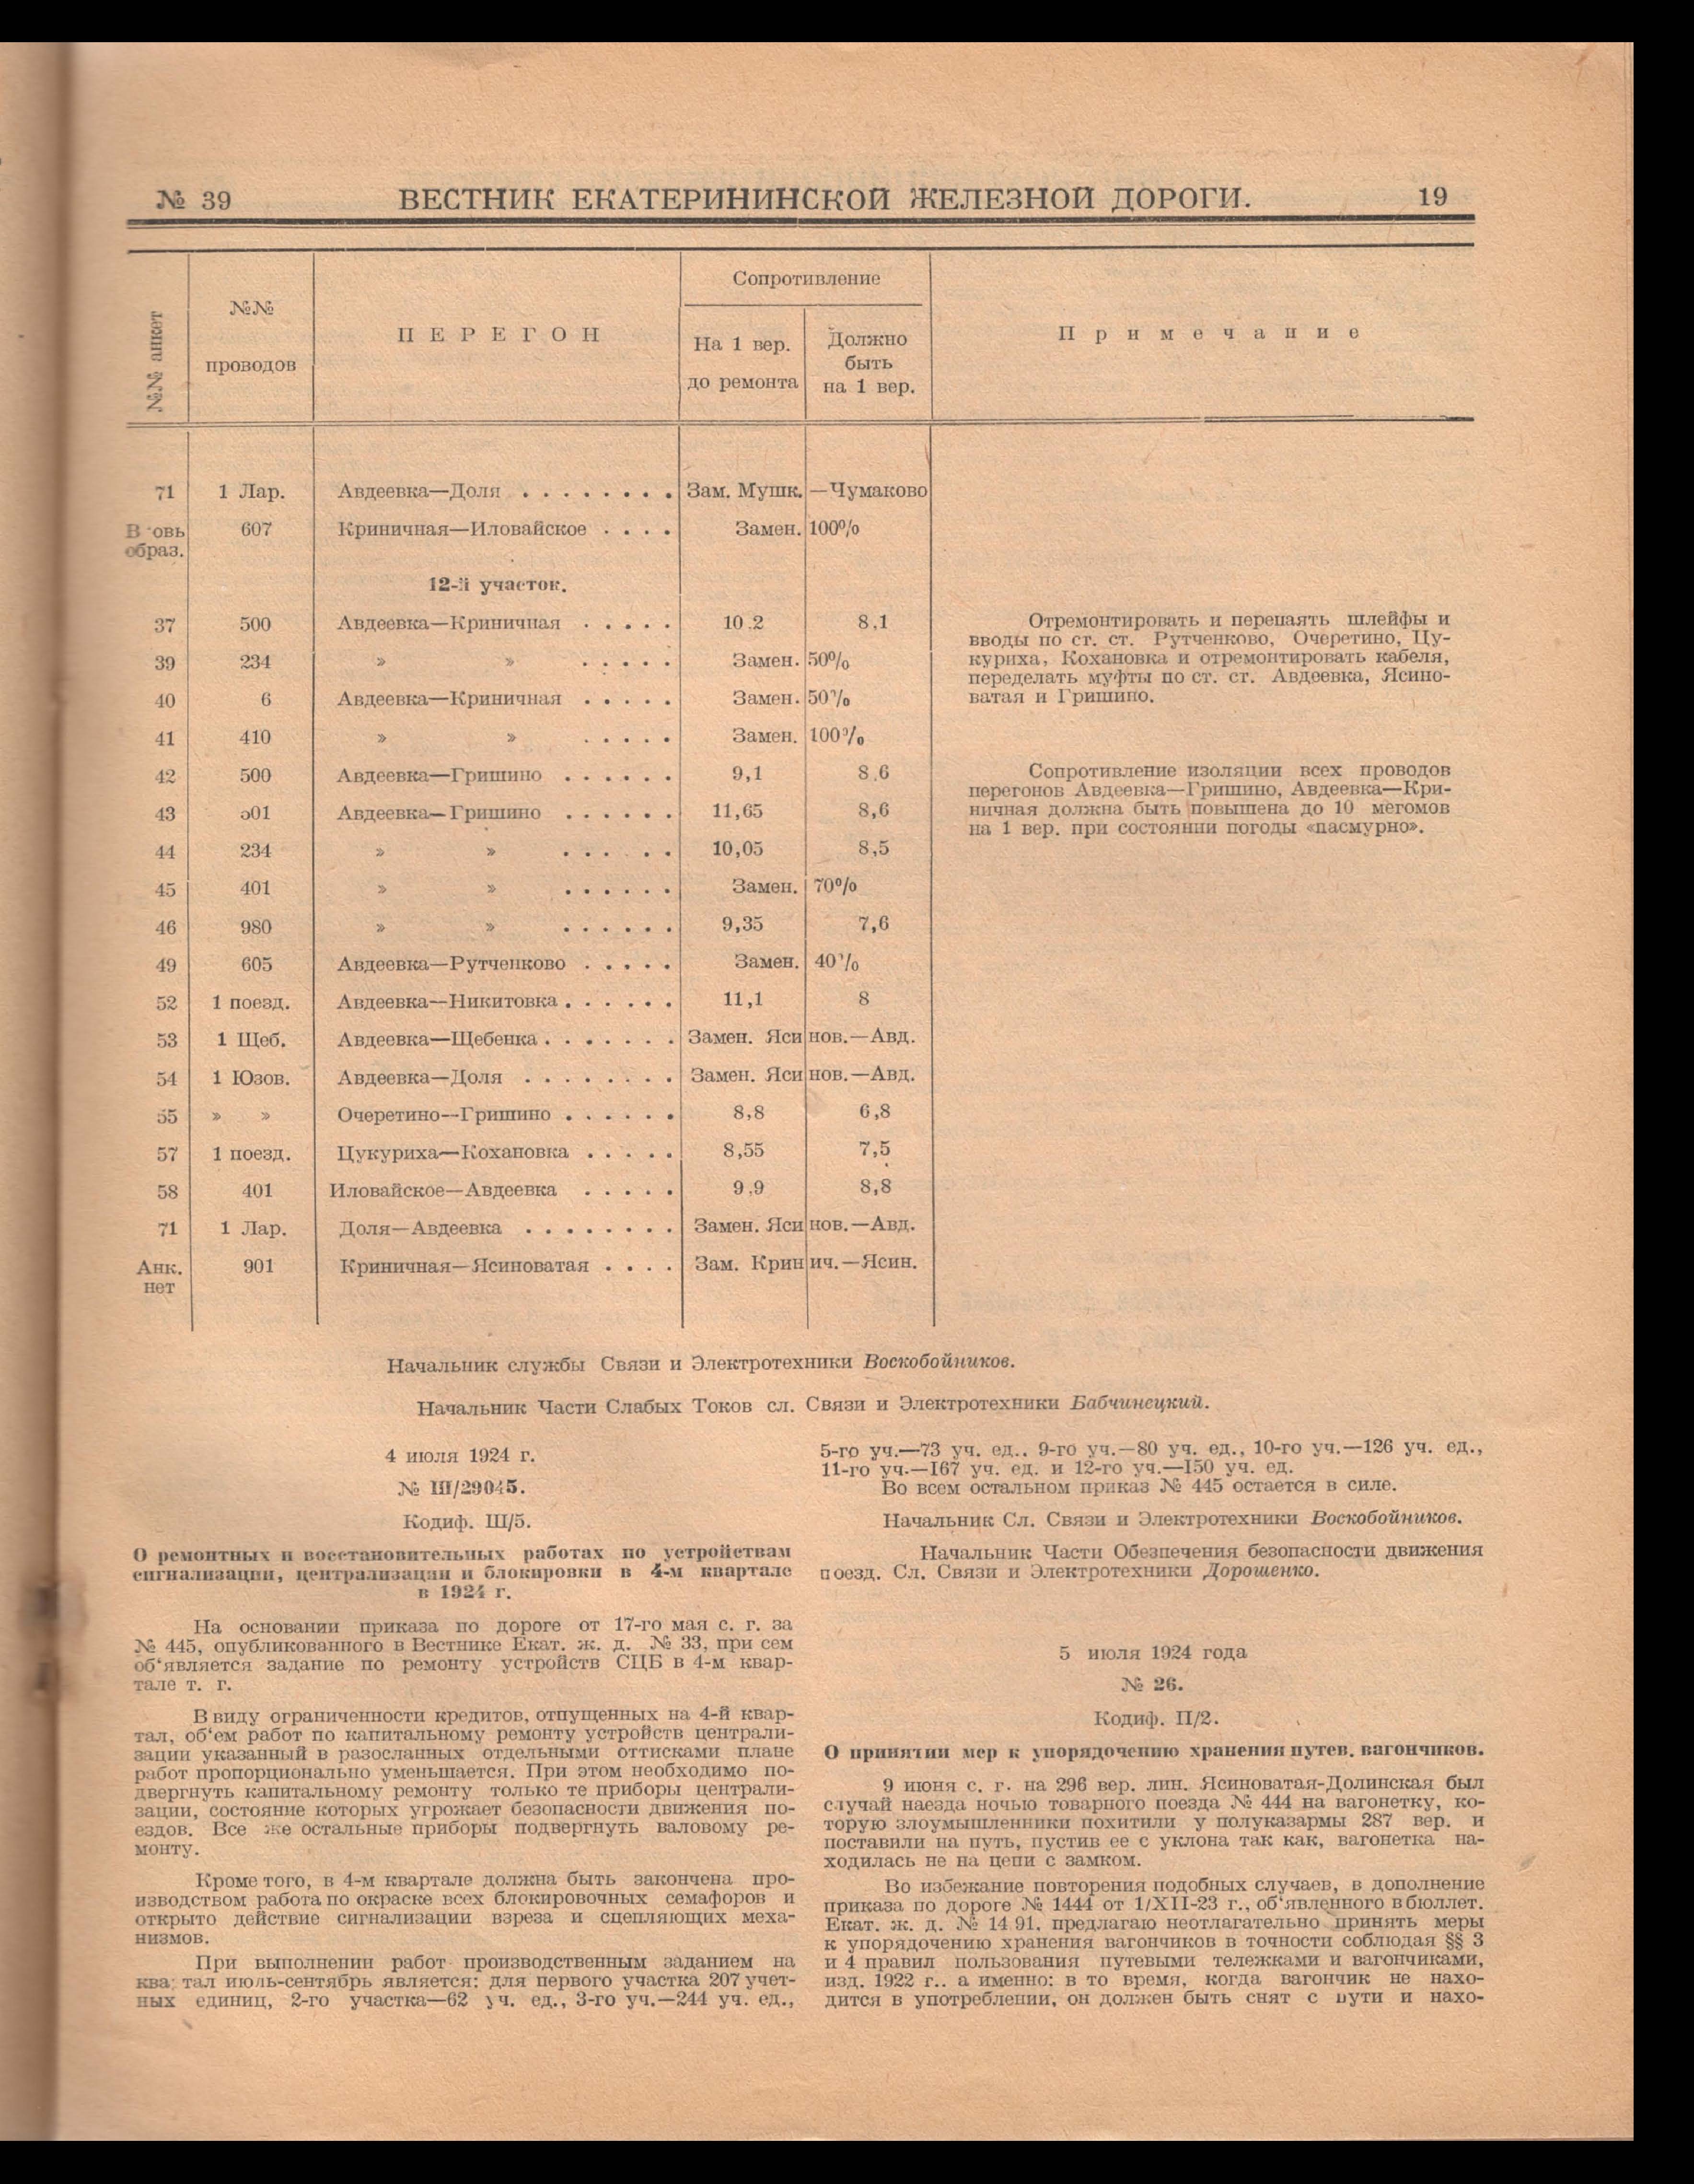 № 39 ВЕСТНИК ЕКАТЕРИНИНСКОЙ ЖЕЛЕЗНОЙ ДОРОГИ. 19
№№ анкет
№№
проводов
ПЕРЕГОН
Сопротивление
На 1 вер.
до ремонта
Должно
быть
на 1 вер.
Примечание
71 1 Лар. Авдеевка—Доля . . . . . . . . Зам. Мушк.—Чумаково
В овь 607 Криничная—Иловайское . . . . Замен. 100%
образ.
12-й участок.
37 500 Авдеевка—Криничная . . . . . 10.2 8,1
39 234 » » . . . . . Замен. 50%
40 6 Авдеевка—Криничная . . . . . Замен. 50%
41 410 » » . . . . . Замен. 100%
42 500 Авдеевка—Гришино . . . . . . 9,1 8.6
43 501 Авдеевка—Гришино . . . . . . 11,65 8,6
44 234 » » . . . . . . 10,05 8,5
45 401 » » . . . . . . Замен. 70%
46 980 » » . . . . . . 9,35 7,6
49 605 Авдеевка—Рутченково . . . . . Замен. 40%
52 1 поезд. Авдеевка—Никитовка . . . . . . 11,1 8
53 1 Щеб. Авдеевка—Щебенка . . . . . . . Замен. Ясинов.—Авд.
54 1 Юзов. Авдеевка—Доля . . . . . . . . Замен. Ясинов.—Авд.
55 » » Очеретино—Гришино . . . . . . 8,8 6,8
57 1 поезд. Цукуриха—Кохановка . . . . . 8,55 7,5
58 401 Иловайское—Авдеевка . . . . . 9.9 8,8
71 1 Лар. Доля—Авдеевка . . . . . . . . Замен. Ясинов.—Авд.
Анк. 901 Криничная—Ясиноватая . . . . Зам. Кринич.—Ясин.
нет
Отремонтировать и перепаять шлейфы и
вводы по ст. ст. Рутченково, Очеретино, Цу-
куриха, Кохановка и отремонтировать кабеля,
переделать муфты по ст. ст. Авдеевка, Ясино-
ватая и Гришино.
Сопротивление изоляции всех проводов
перегонов Авдеевка—Гришино, Авдеевка—Кри-
ничная должна быть повышена до 10 мегомов
на 1 вер. при состоянии погоды «пасмурно».
Начальник службы Связи и Электротехники Воскобойников.
Начальник Части Слабых Токов сл. Связи и Электротехники Бабчинецкий.
4 июля 1924 г.
№ III/29045.
Кодиф. III/5.
О ремонтных и восстановительных работах по устройствам
сигнализации, централизации и блокировки в 4-м квартале
в 1924 г.
На основании приказа по дороге от 17-го мая с. г. за
№ 445, опубликованного в Вестнике Екат. ж. д. № 33, при сем
об‘является задание по ремонту устройств СЦБ в 4-м квар-
тале т. г.
В виду ограниченности кредитов, отпущенных на 4-й квар-
тал, об‘ем работ по капитальному ремонту устройств централи-
зации указанный в разосланных отдельными оттисками плане
работ пропорционально уменьшается. При этом необходимо по-
двергнуть капитальному ремонту только те приборы централи-
зации, состояние которых угрожает безопасности движения по-
ездов. Все же остальные приборы подвергнуть валовому ре-
монту.
Кроме того, в 4-м квартале должна быть закончена про-
изводством работа по окраске всех блокировочных семафоров и
открыто действие сигнализации взреза и сцепляющих меха-
низмов.
При выполнении работ производственным заданием на
квартал июль-сентябрь является: для первого участка 207 учет-
ных единиц, 2-го участка—62 уч. ед., 3-го уч.—244 уч. ед.,
5-го уч.—73 уч. ед.. 9-го уч.—80 уч. ед., 10-го уч.—126 уч. ед.,
11-го уч.—167 уч. ед. и 12-го уч.—150 уч. ед.
Во всем остальном приказ № 445 остается в силе.
Начальник Сл. Связи и Электротехники Воскобойников.
Начальник Части Обезпечения безопасности движения
поезд. Сл. Связи и Электротехники Дорошенко.
5 июля 1924 года
№ 26.
Кодиф. II/2.
О принятии мер к упорядочению хранения путев. вагончиков.
9 июня с. г. на 296 вер. лин. Ясиноватая-Долинская был
случай наезда ночью товарного поезда № 444 на вагонетку, ко-
торую злоумышленники похитили у полуказармы 287 вер. и
поставили на путь, пустив ее с уклона так как, вагонетка на-
ходилась не на цепи с замком.
Во избежание повторения подобных случаев, в дополнение
приказа по дороге № 1444 от 1/XII-23 г., об‘явленного в бюллет.
Екат. ж. д. № 14 91, предлагаю неотлагательно принять меры
к упорядочению хранения вагончиков в точности соблюдая §§ 3
и 4 правил пользования путевыми тележками и вагончиками,
изд. 1922 г.. а именно: в то время, когда вагончик не нахо-
дится в употреблении, он должен быть снят с пути и нахо-